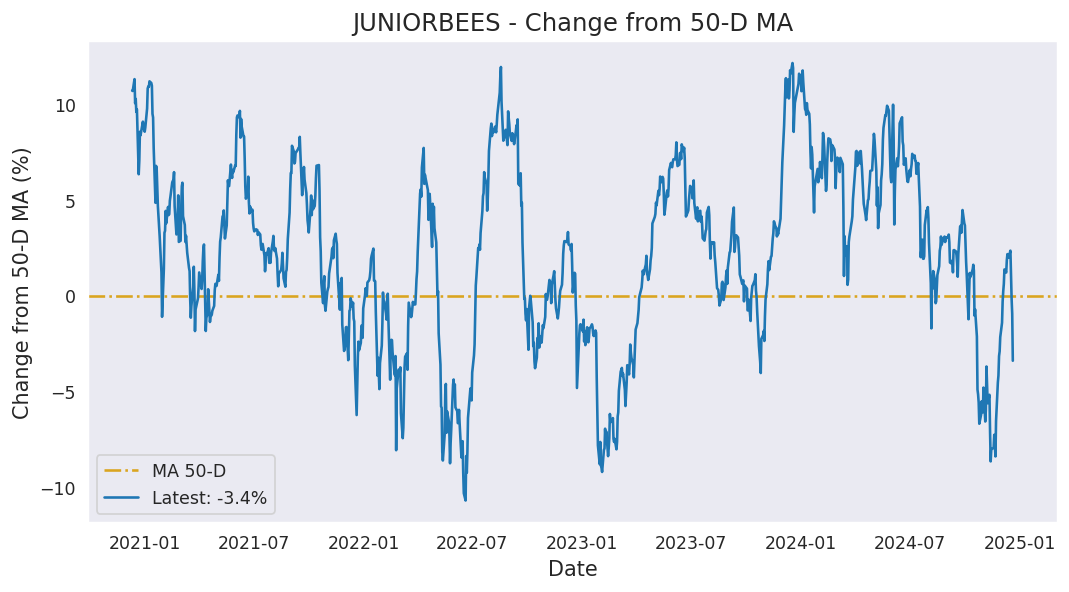 JUNIORBEES - Change from 50-D MA
Change from 50-D MA (%)
10
5
0
−5
−10
MA 50-D
Latest: -3.4%
2021-01 2021-07 2022-01 2022-07 2023-01 2023-07 2024-01 2024-07 2025-01
Date